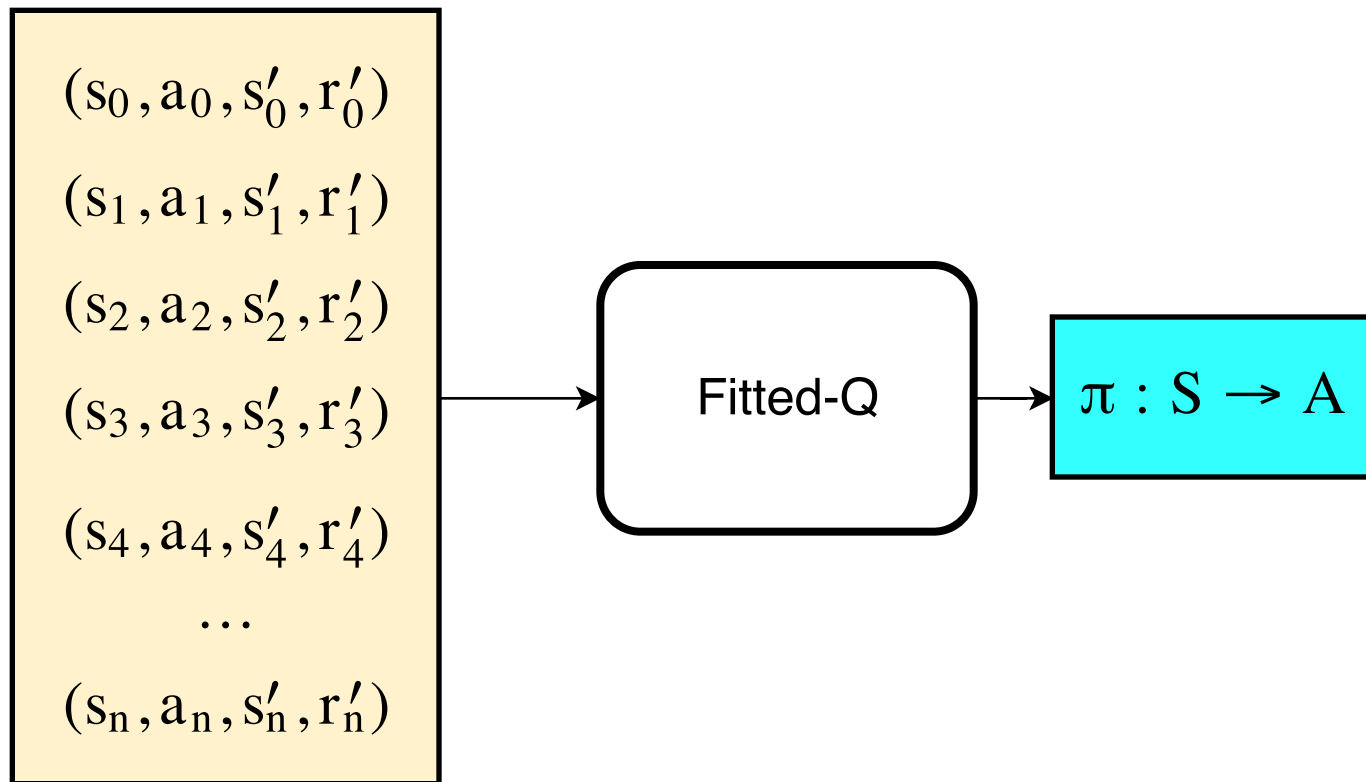 (s₀, a₀, s′₀, r′₀)
(s₁, a₁, s′₁, r′₁)
(s₂, a₂, s′₂, r′₂)
(s₃, a₃, s′₃, r′₃)
(s₄, a₄, s′₄, r′₄)
...
(sₙ, aₙ, s′ₙ, r′ₙ)
Fitted-Q
π : S → A